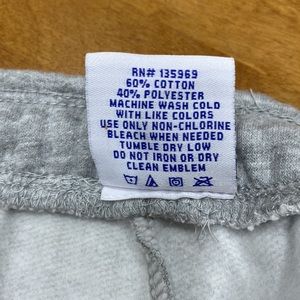 RN# 135969
60% COTTON
40% POLYESTER
MACHINE WASH COLD
WITH LIKE COLORS
USE ONLY NON-CHLORINE
BLEACH WHEN NEEDED
TUMBLE DRY LOW
DO NOT IRON OR DRY
CLEAN EMBLEM